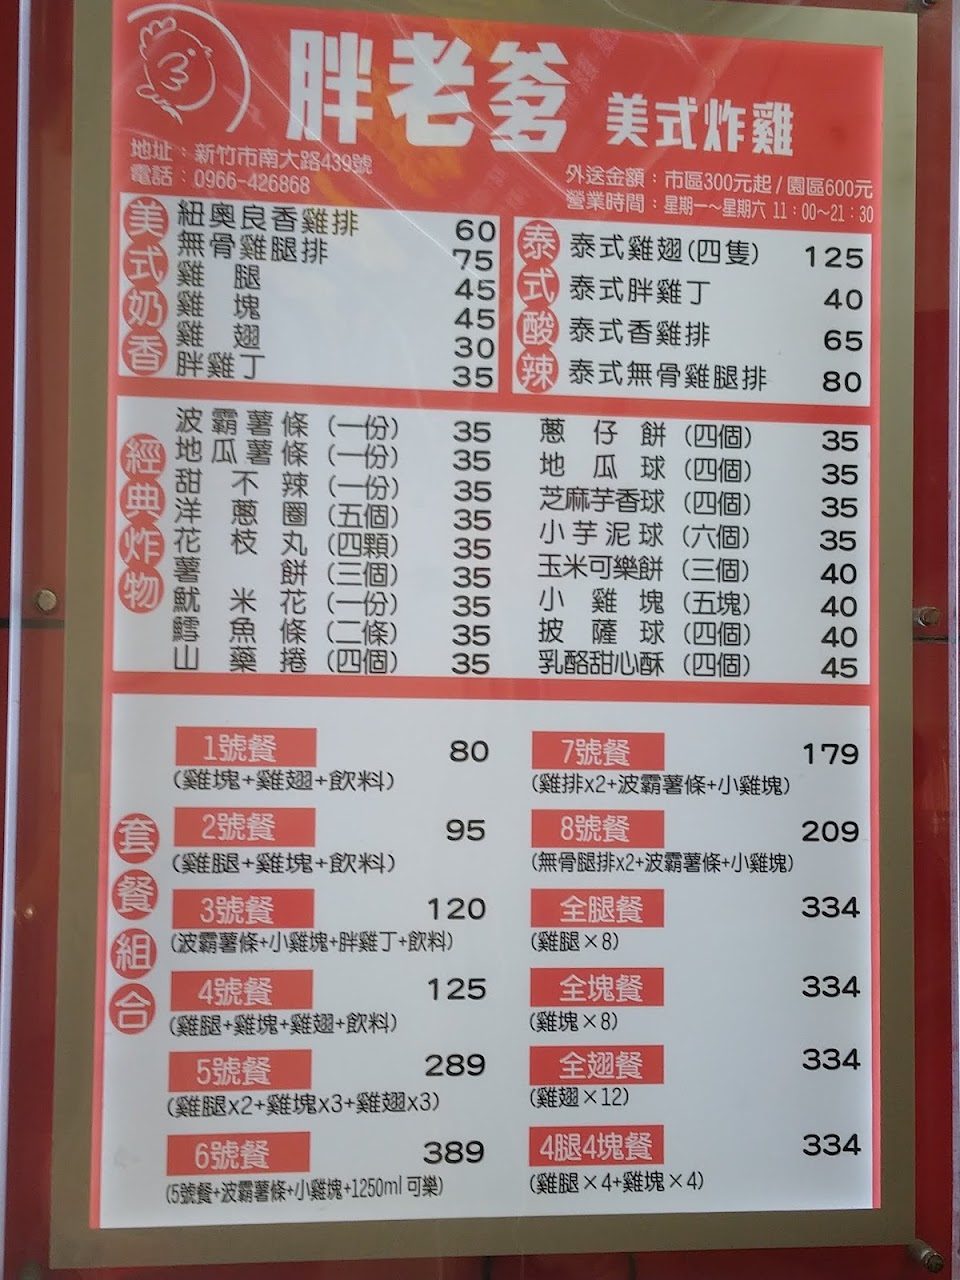 胖老爹 美式炸雞
地址：新竹市南大路439號
電話：0966-426868
外送金額：市區300元起/園區600元
營業時間：星期一～星期六 11：00～21：30
美式奶香
紐奧良香雞排 60
無骨雞腿排 75
雞腿 45
雞塊 45
雞翅 30
胖雞丁 35
泰式酸辣
泰式雞翅(四隻) 125
泰式胖雞丁 40
泰式香雞排 65
泰式無骨雞腿排 80
經典炸物
波霸薯條(一份) 35
地瓜薯條(一份) 35
甜不辣(一份) 35
洋蔥圈(五個) 35
花枝丸(四顆) 35
薯餅(三個) 35
魷米花(一份) 35
鱈魚條(二條) 35
山藥捲(四個) 35
蔥仔餅(四個) 35
地瓜球(四個) 35
芝麻芋香球(四個) 35
小芋泥球(六個) 35
玉米可樂餅(三個) 40
小雞塊(五塊) 40
披薩球(四個) 40
乳酪甜心酥(四個) 45
套餐組合
1號餐 80
(雞塊+雞翅+飲料)
2號餐 95
(雞腿+雞塊+飲料)
3號餐 120
(波霸薯條+小雞塊+胖雞丁+飲料)
4號餐 125
(雞腿+雞塊+雞翅+飲料)
5號餐 289
(雞腿x2+雞塊x3+雞翅x3)
6號餐 389
(5號餐+波霸薯條+小雞塊+1250ml可樂)
7號餐 179
(雞排x2+波霸薯條+小雞塊)
8號餐 209
(無骨腿排x2+波霸薯條+小雞塊)
全腿餐 334
(雞腿×8)
全塊餐 334
(雞塊×8)
全翅餐 334
(雞翅×12)
4腿4塊餐 334
(雞腿×4+雞塊×4)